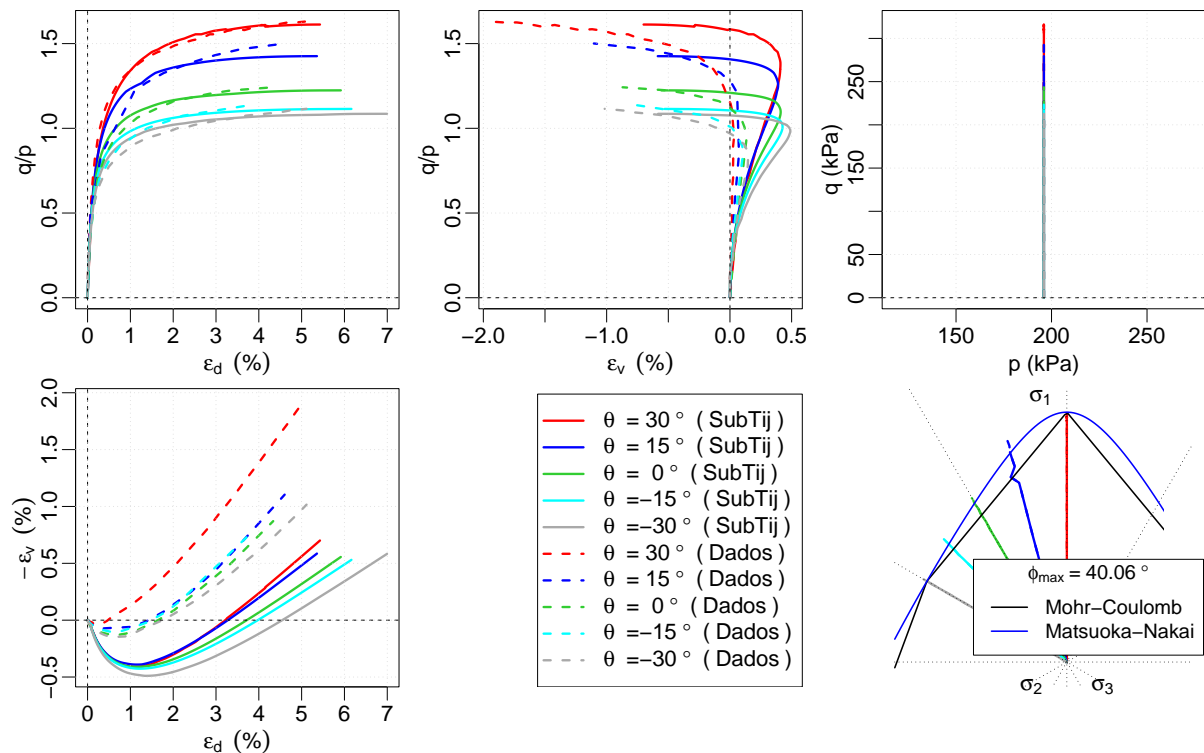 q/p
0.0
0.5
1.0
1.5
0
1
2
3
4
5
6
7
εd (%)
q/p
0.0
0.5
1.0
1.5
−2.0
−1.0
0.0
0.5
εv (%)
q (kPa)
0
50
150
250
150
200
250
p (kPa)
−εv (%)
−0.5
0.0
0.5
1.0
1.5
2.0
0
1
2
3
4
5
6
7
εd (%)
θ = 30 ° ( SubTij )
θ = 15 ° ( SubTij )
θ = 0 ° ( SubTij )
θ =−15 ° ( SubTij )
θ =−30 ° ( SubTij )
θ = 30 ° ( Dados )
θ = 15 ° ( Dados )
θ = 0 ° ( Dados )
θ =−15 ° ( Dados )
θ =−30 ° ( Dados )
σ1
ϕmax = 40.06 °
Mohr−Coulomb
Matsuoka−Nakai
σ2
σ3